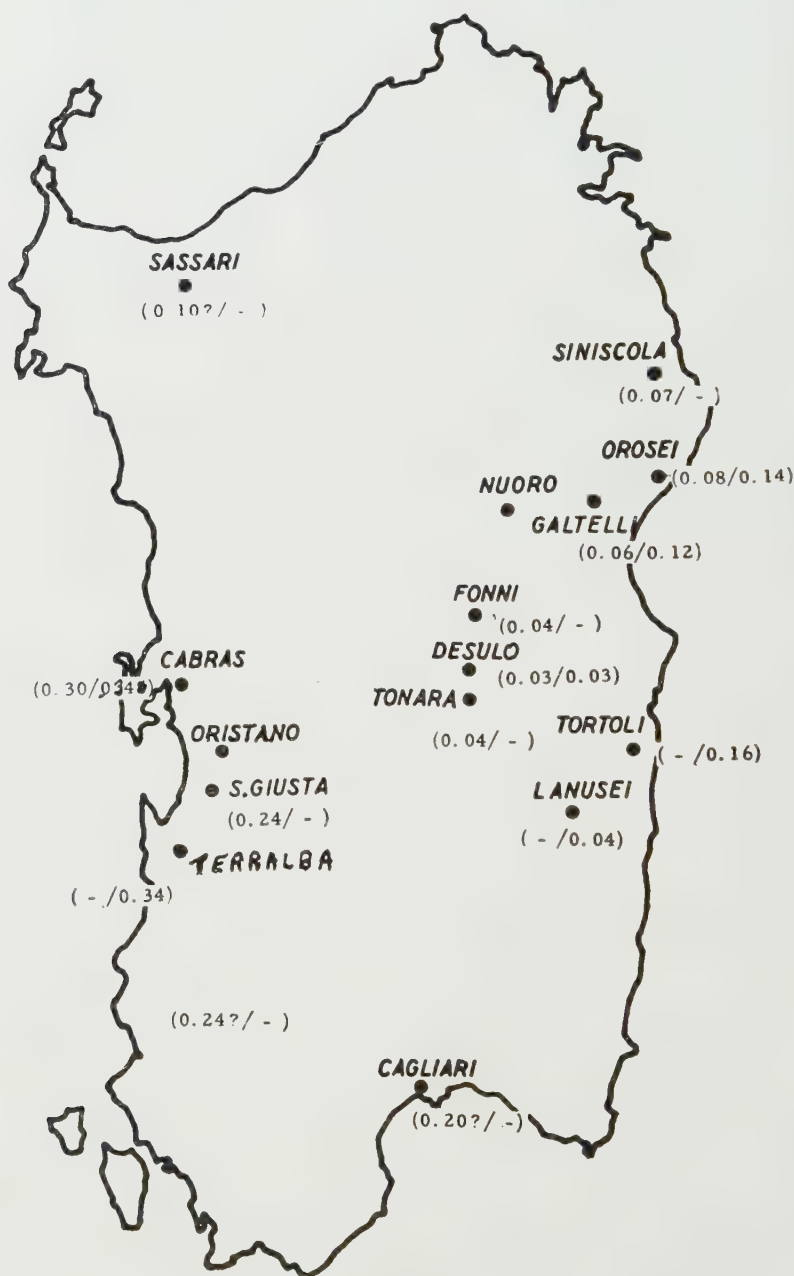 SASSARI
(0.10?/ - )
SINISCOLA
(0.07/ - )
OROSEI
(0.08/0.14)
NUORO
GALTELLI
(0.06/0.12)
FONNI
(0.04/ - )
DESULO
(0.03/0.03)
CABRAS
TONARA
(0.04/ - )
TORTOLI
( - /0.16)
ORISTANO
S.GIUSTA
(0.24/ - )
LANUSEI
( - /0.04)
TERRALBA
( - /0.34)
(0.24?/ - )
CAGLIARI
(0.20?/ - )